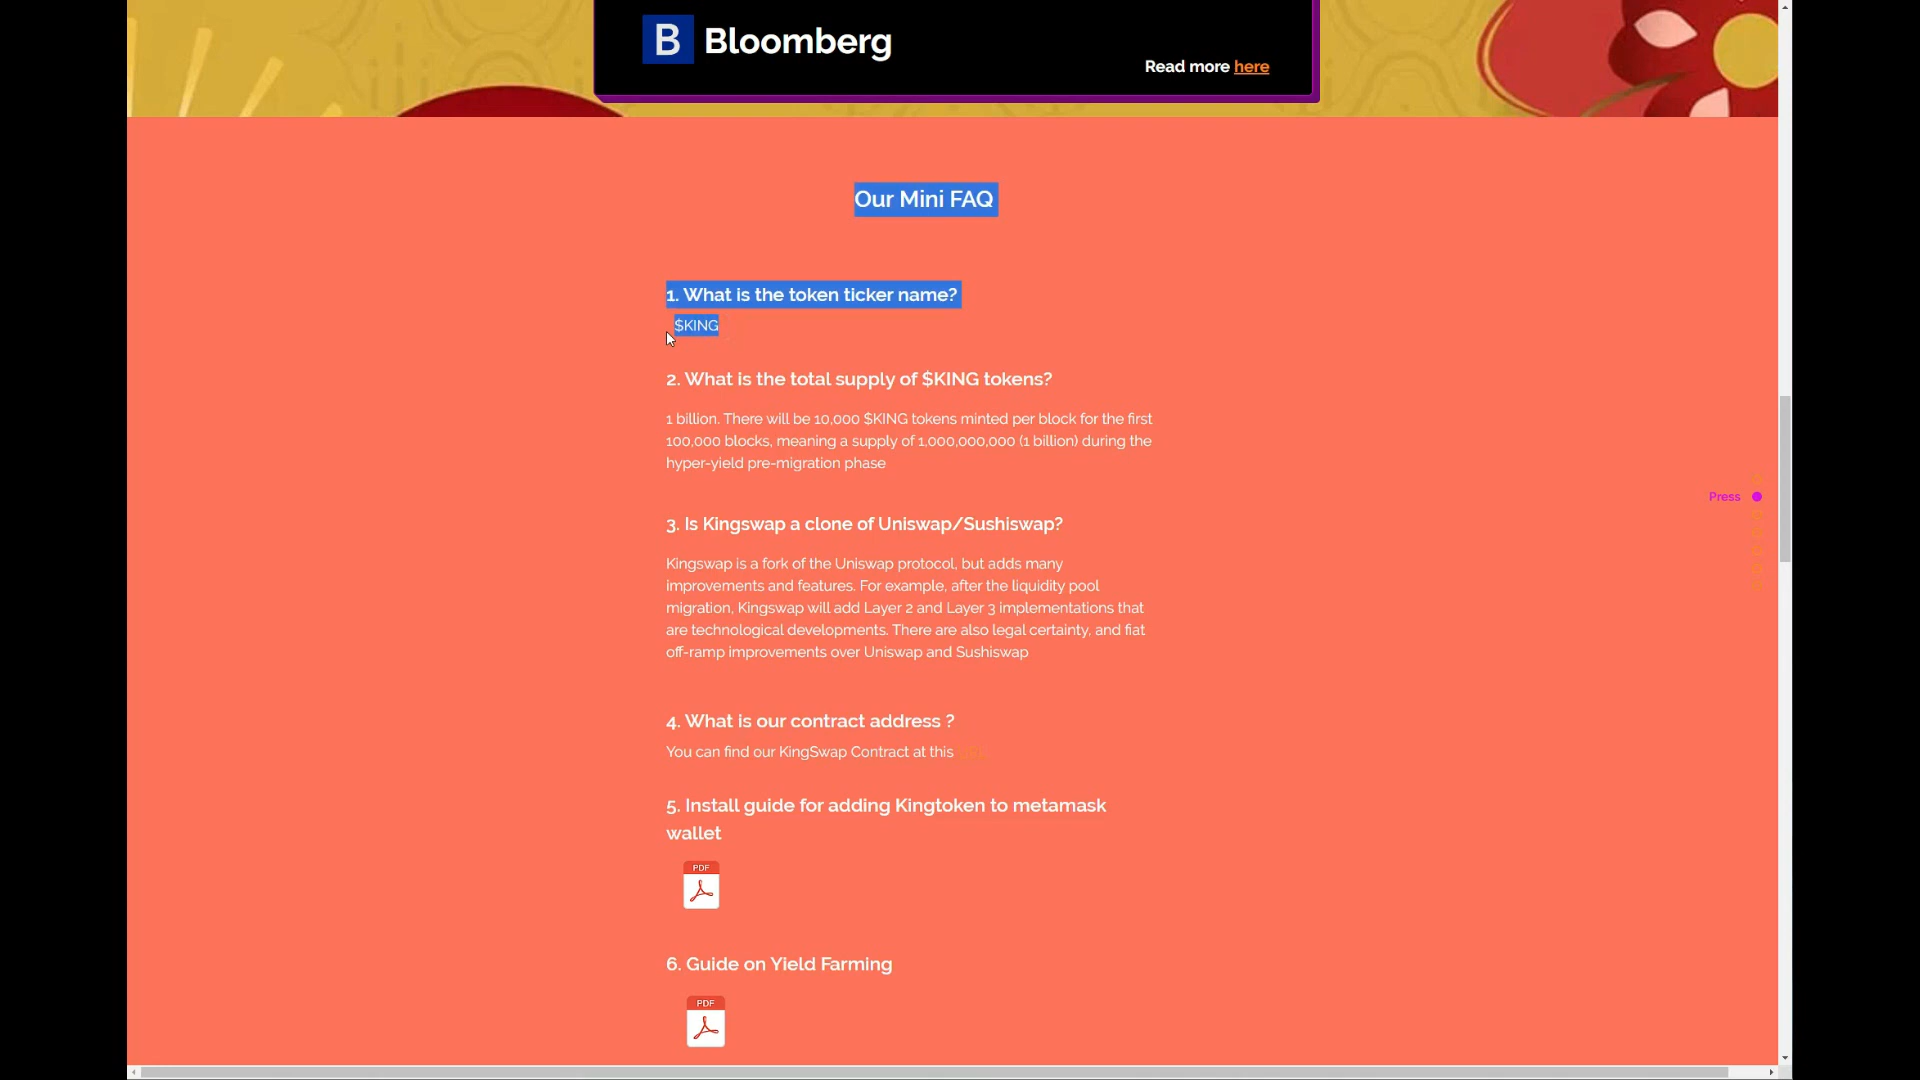 B Bloomberg
Read more here
Our Mini FAQ
1. What is the token ticker name?
$KING
2. What is the total supply of $KING tokens?
1 billion. There will be 10,000 $KING tokens minted per block for the first
100,000 blocks, meaning a supply of 1,000,000,000 (1 billion) during the
hyper-yield pre-migration phase
Press
3. Is Kingswap a clone of Uniswap/Sushiswap?
Kingswap is a fork of the Uniswap protocol, but adds many
improvements and features. For example, after the liquidity pool
migration, Kingswap will add Layer 2 and Layer 3 implementations that
are technological developments. There are also legal certainty, and fiat
off-ramp improvements over Uniswap and Sushiswap
4. What is our contract address ?
You can find our KingSwap Contract at this
5. Install guide for adding Kingtoken to metamask
wallet
PDF
6. Guide on Yield Farming
PDF